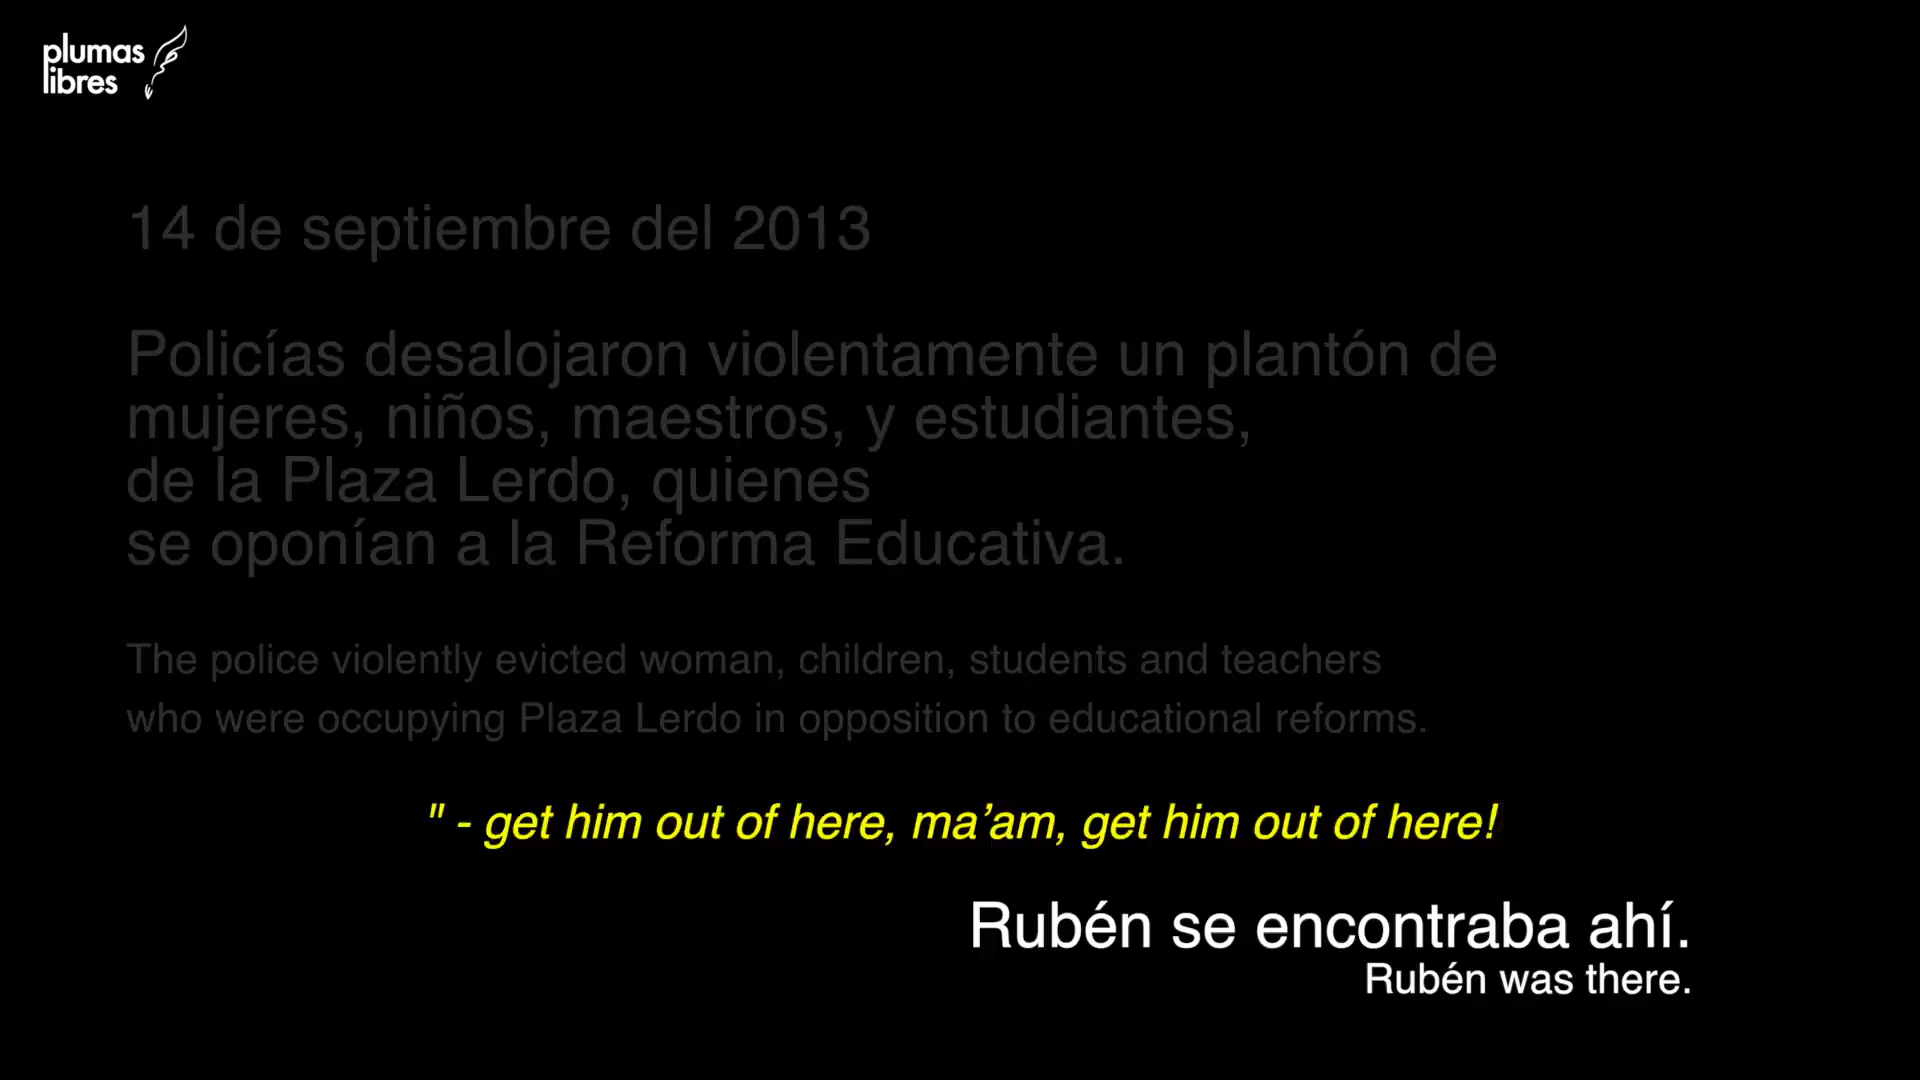 plumas
libres
14 de septiembre del 2013
Policías desalojaron violentamente un plantón de
mujeres, niños, maestros, y estudiantes,
de la Plaza Lerdo, quienes
se oponían a la Reforma Educativa.
The police violently evicted woman, children, students and teachers
who were occupying Plaza Lerdo in opposition to educational reforms.
" - get him out of here, ma’am, get him out of here!
Rubén se encontraba ahí.
Rubén was there.